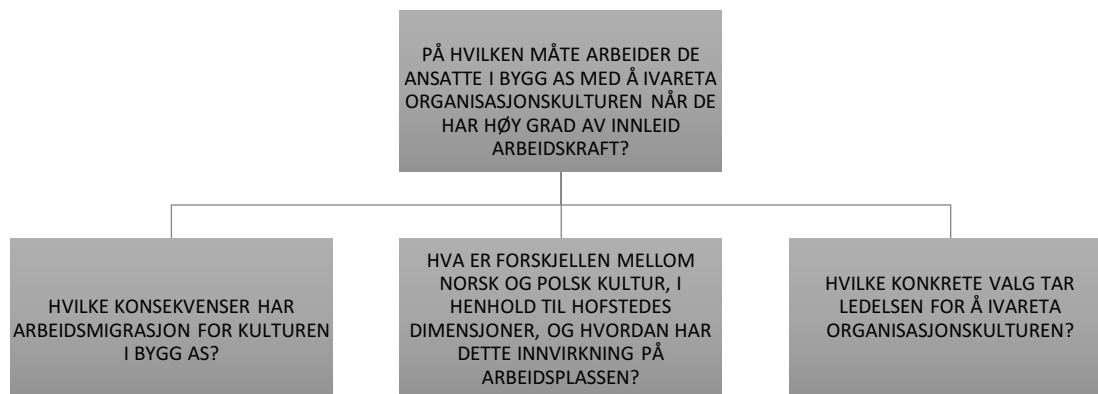 PÅ HVILKEN MÅTE ARBEIDER DE
ANSATTE I BYGG AS MED Å IVARETA
ORGANISASJONSKULTUREN NÅR DE
HAR HØY GRAD AV INNLEID
ARBEIDSKRAFT?
HVILKE KONSEKVENSER HAR
ARBEIDSMIGRASJON FOR KULTUREN
I BYGG AS?
HVA ER FORSKJELLEN MELLOM
NORSK OG POLSK KULTUR, I
HENHOLD TIL HOFSTEDES
DIMENSJONER, OG HVORDAN HAR
DETTE INNVIRKNING PÅ
ARBEIDSPLASSEN?
HVILKE KONKRETE VALG TAR
LEDELSEN FOR Å IVARETA
ORGANISASJONSKULTUREN?